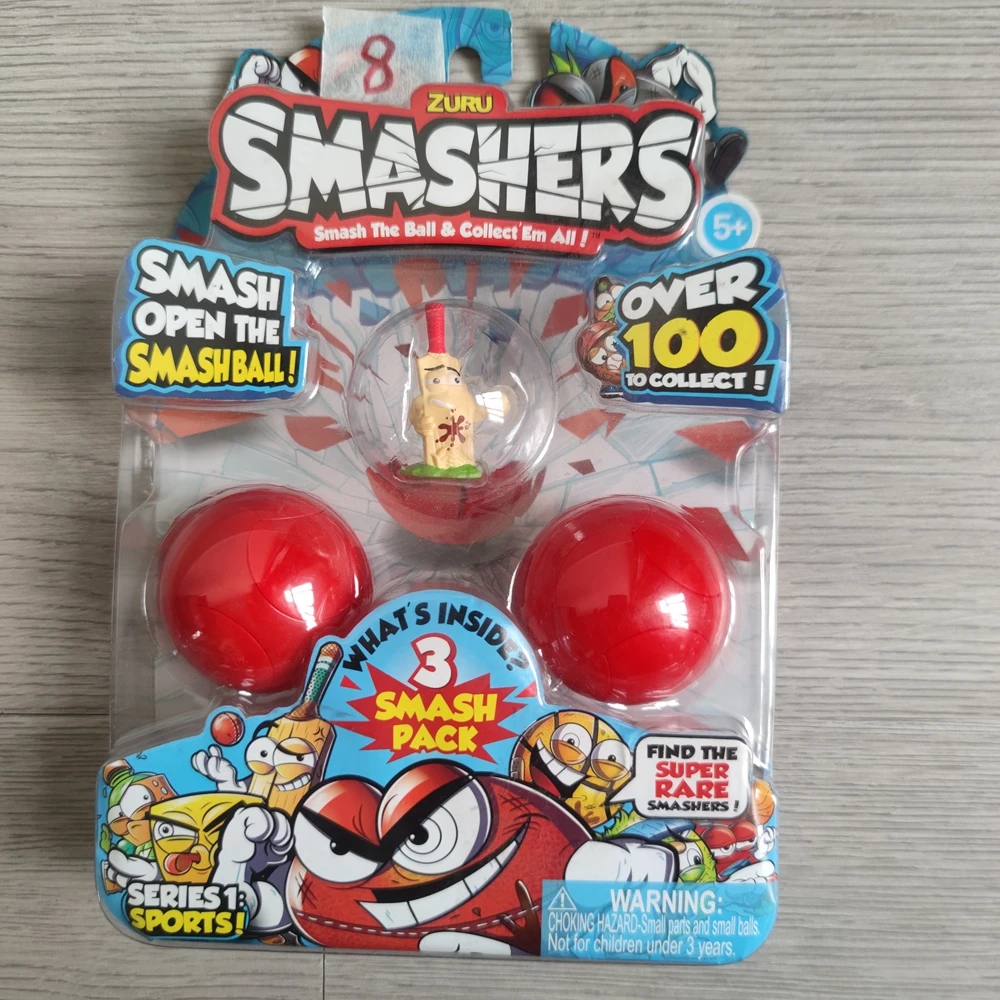 8
ZURU
SMASHERS
Smash The Ball & Collect 'Em All!™
5+
SMASH
OPEN THE
SMASHBALL!
OVER
100
TO COLLECT!
WHAT'S INSIDE?
3
SMASH
PACK
FIND THE
SUPER
RARE
SMASHERS!
SERIES 1:
SPORTS!
WARNING:
CHOKING HAZARD-Small parts and small balls.
Not for children under 3 years.